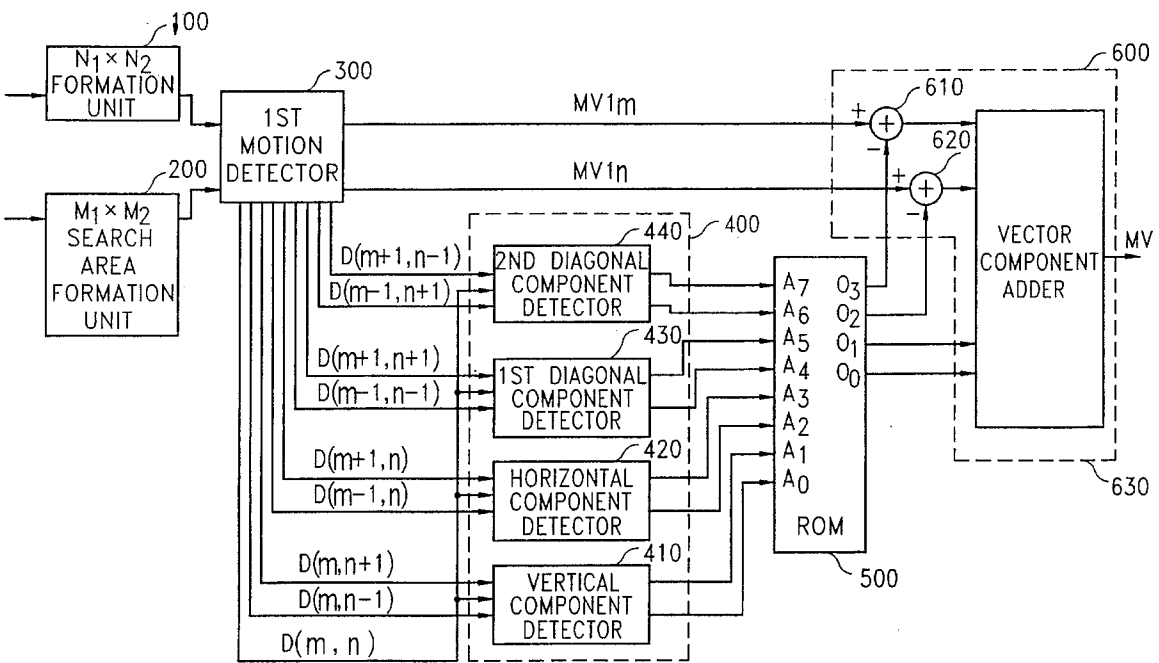 100
N1 × N2
FORMATION
UNIT
200
M1 × M2
SEARCH
AREA
FORMATION
UNIT
300
1ST
MOTION
DETECTOR
MV1m
MV1n
D(m+1,n-1)
D(m-1,n+1)
D(m+1,n+1)
D(m-1,n-1)
D(m+1,n)
D(m-1,n)
D(m,n+1)
D(m,n-1)
D(m,n)
400
440
2ND DIAGONAL
COMPONENT
DETECTOR
430
1ST DIAGONAL
COMPONENT
DETECTOR
420
HORIZONTAL
COMPONENT
DETECTOR
410
VERTICAL
COMPONENT
DETECTOR
A7 O3
A6 O2
A5 O1
A4 O0
A3
A2
A1
A0
ROM
500
600
+ + 610
−
+ + 620
−
VECTOR
COMPONENT
ADDER
MV
630